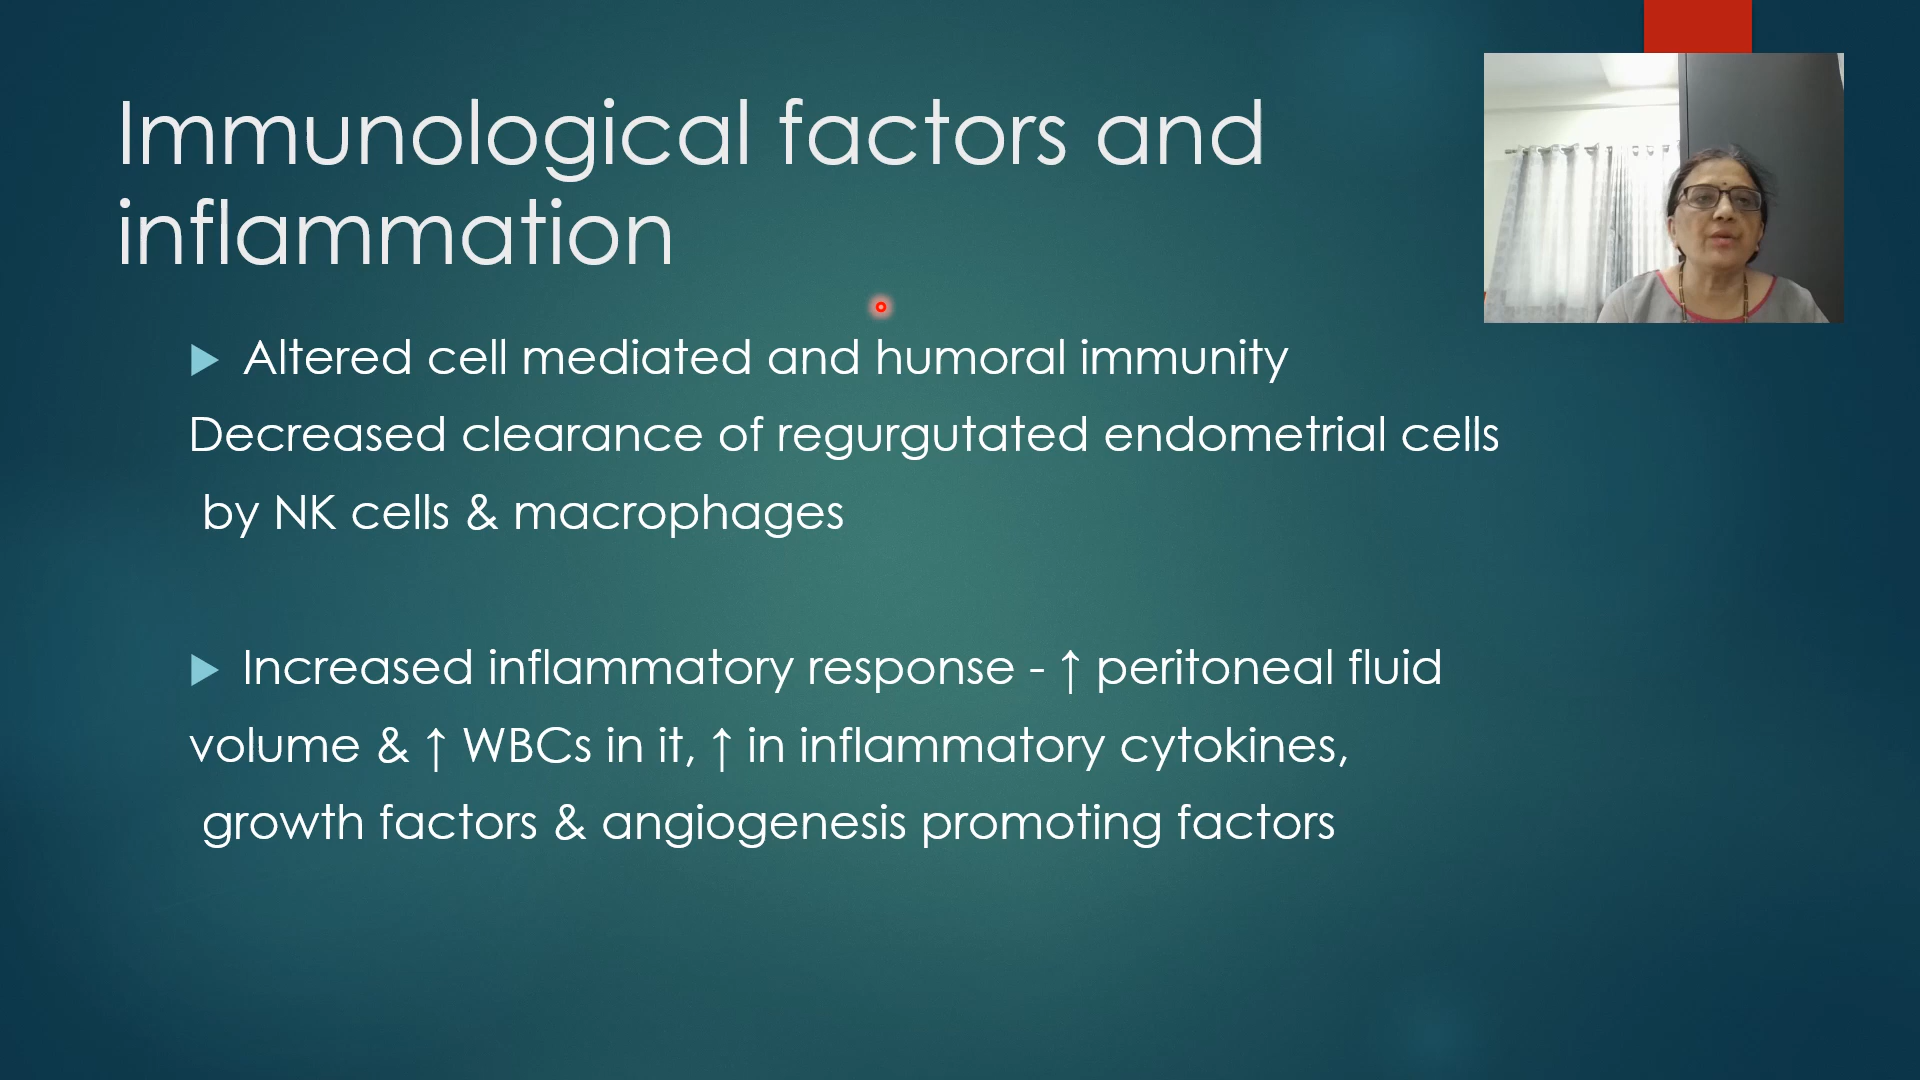 Immunological factors and
inflammation
Altered cell mediated and humoral immunity
Decreased clearance of regurgutated endometrial cells
by NK cells & macrophages
Increased inflammatory response - ↑ peritoneal fluid
volume & ↑ WBCs in it, ↑ in inflammatory cytokines,
growth factors & angiogenesis promoting factors